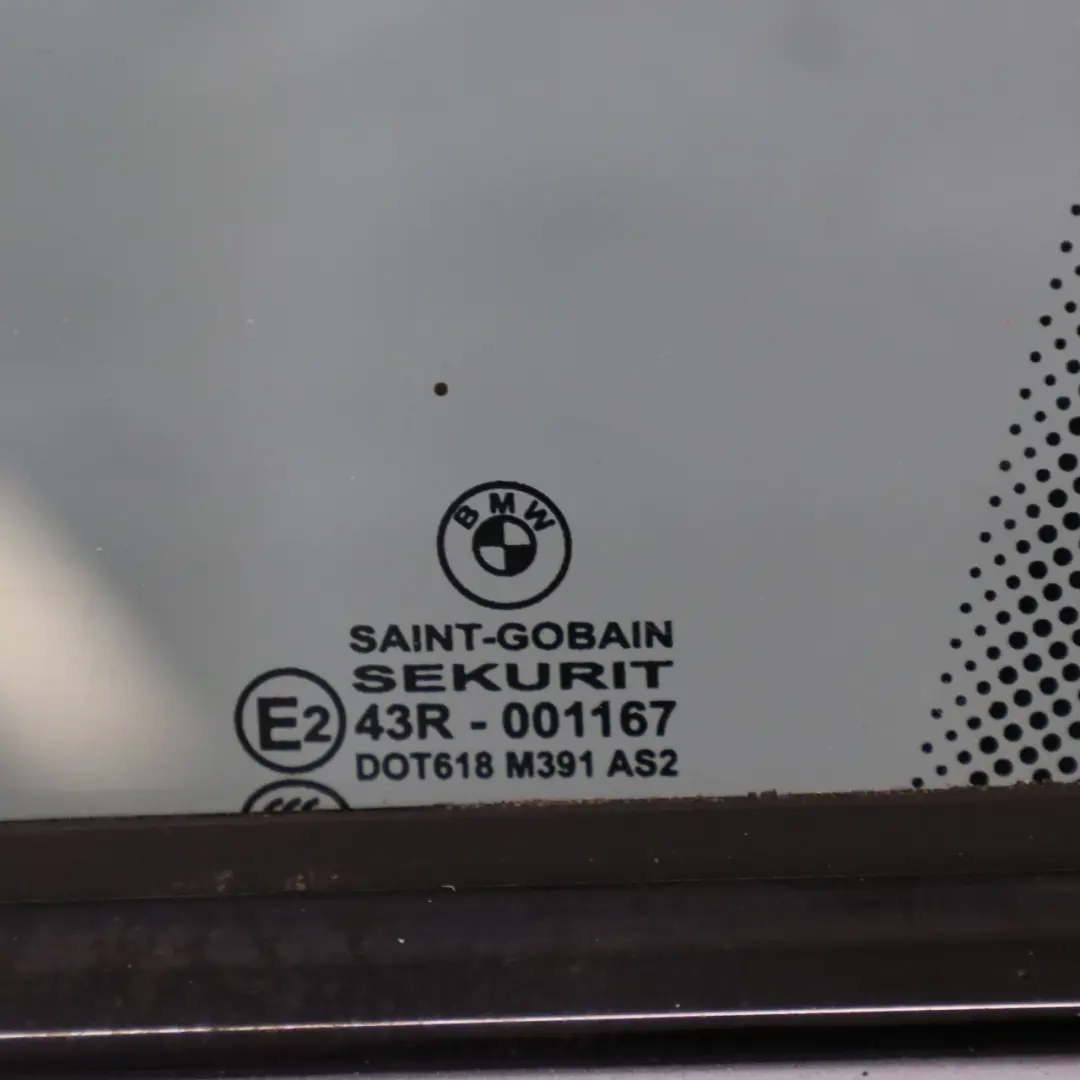 BMW
SAINT-GOBAIN
SEKURIT
E2 43R - 001167
DOT618 M391 AS2